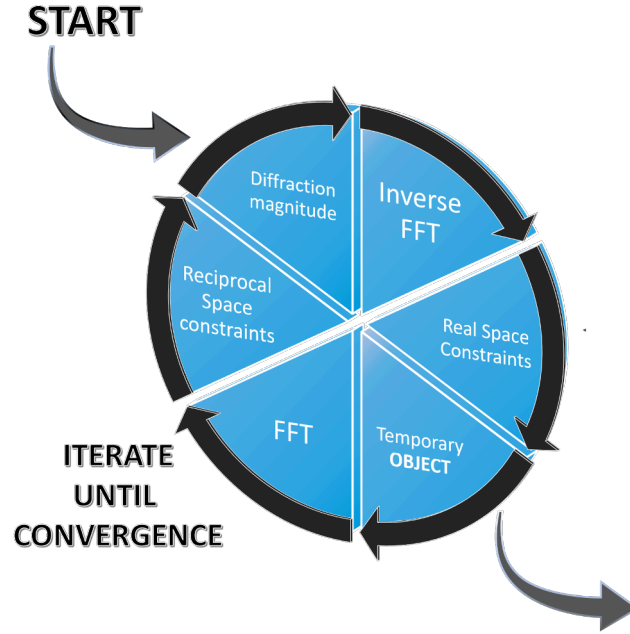 START
Diffraction
magnitude
Inverse
FFT
Reciprocal
Space
constraints
Real Space
Constraints
FFT
Temporary
OBJECT
ITERATE
UNTIL
CONVERGENCE